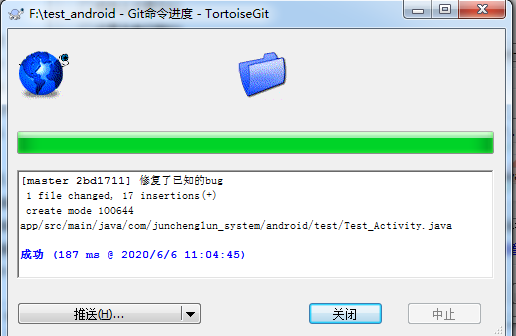 F:\test_android - Git命令进度 - TortoiseGit
[master 2bd1711] 修复了已知的bug
1 file changed, 17 insertions(+)
create mode 100644
app/src/main/java/com/junchenglun_system/android/test/Test_Activity.java
成功 (187 ms @ 2020/6/6 11:04:45)
推送(H)... 关闭 中止